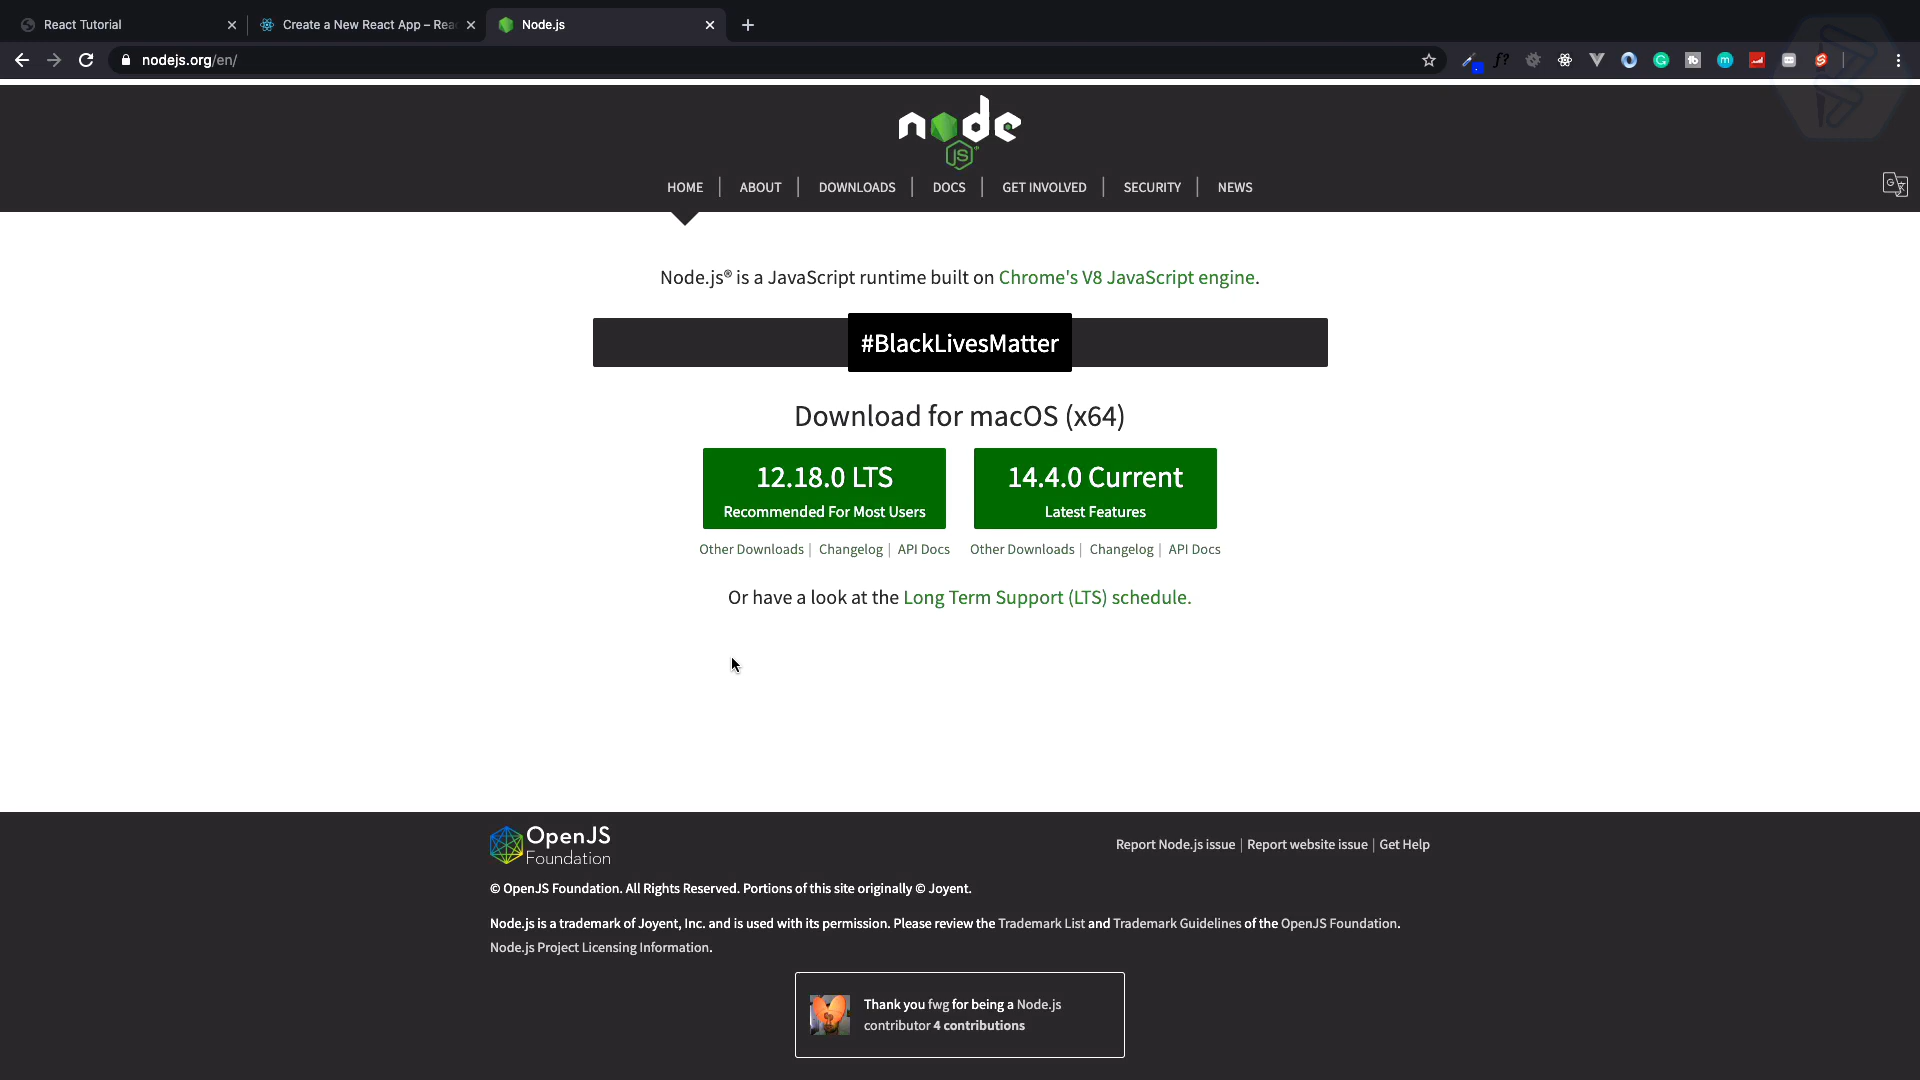 React Tutorial
Create a New React App – Reac
Node.js
nodejs.org/en/
node
JS
HOME
ABOUT
DOWNLOADS
DOCS
GET INVOLVED
SECURITY
NEWS
Node.js® is a JavaScript runtime built on Chrome's V8 JavaScript engine.
#BlackLivesMatter
Download for macOS (x64)
12.18.0 LTS
Recommended For Most Users
14.4.0 Current
Latest Features
Other Downloads | Changelog | API Docs
Other Downloads | Changelog | API Docs
Or have a look at the Long Term Support (LTS) schedule.
OpenJS
Foundation
Report Node.js issue | Report website issue | Get Help
© OpenJS Foundation. All Rights Reserved. Portions of this site originally © Joyent.
Node.js is a trademark of Joyent, Inc. and is used with its permission. Please review the Trademark List and Trademark Guidelines of the OpenJS Foundation.
Node.js Project Licensing Information.
Thank you fwg for being a Node.js
contributor 4 contributions